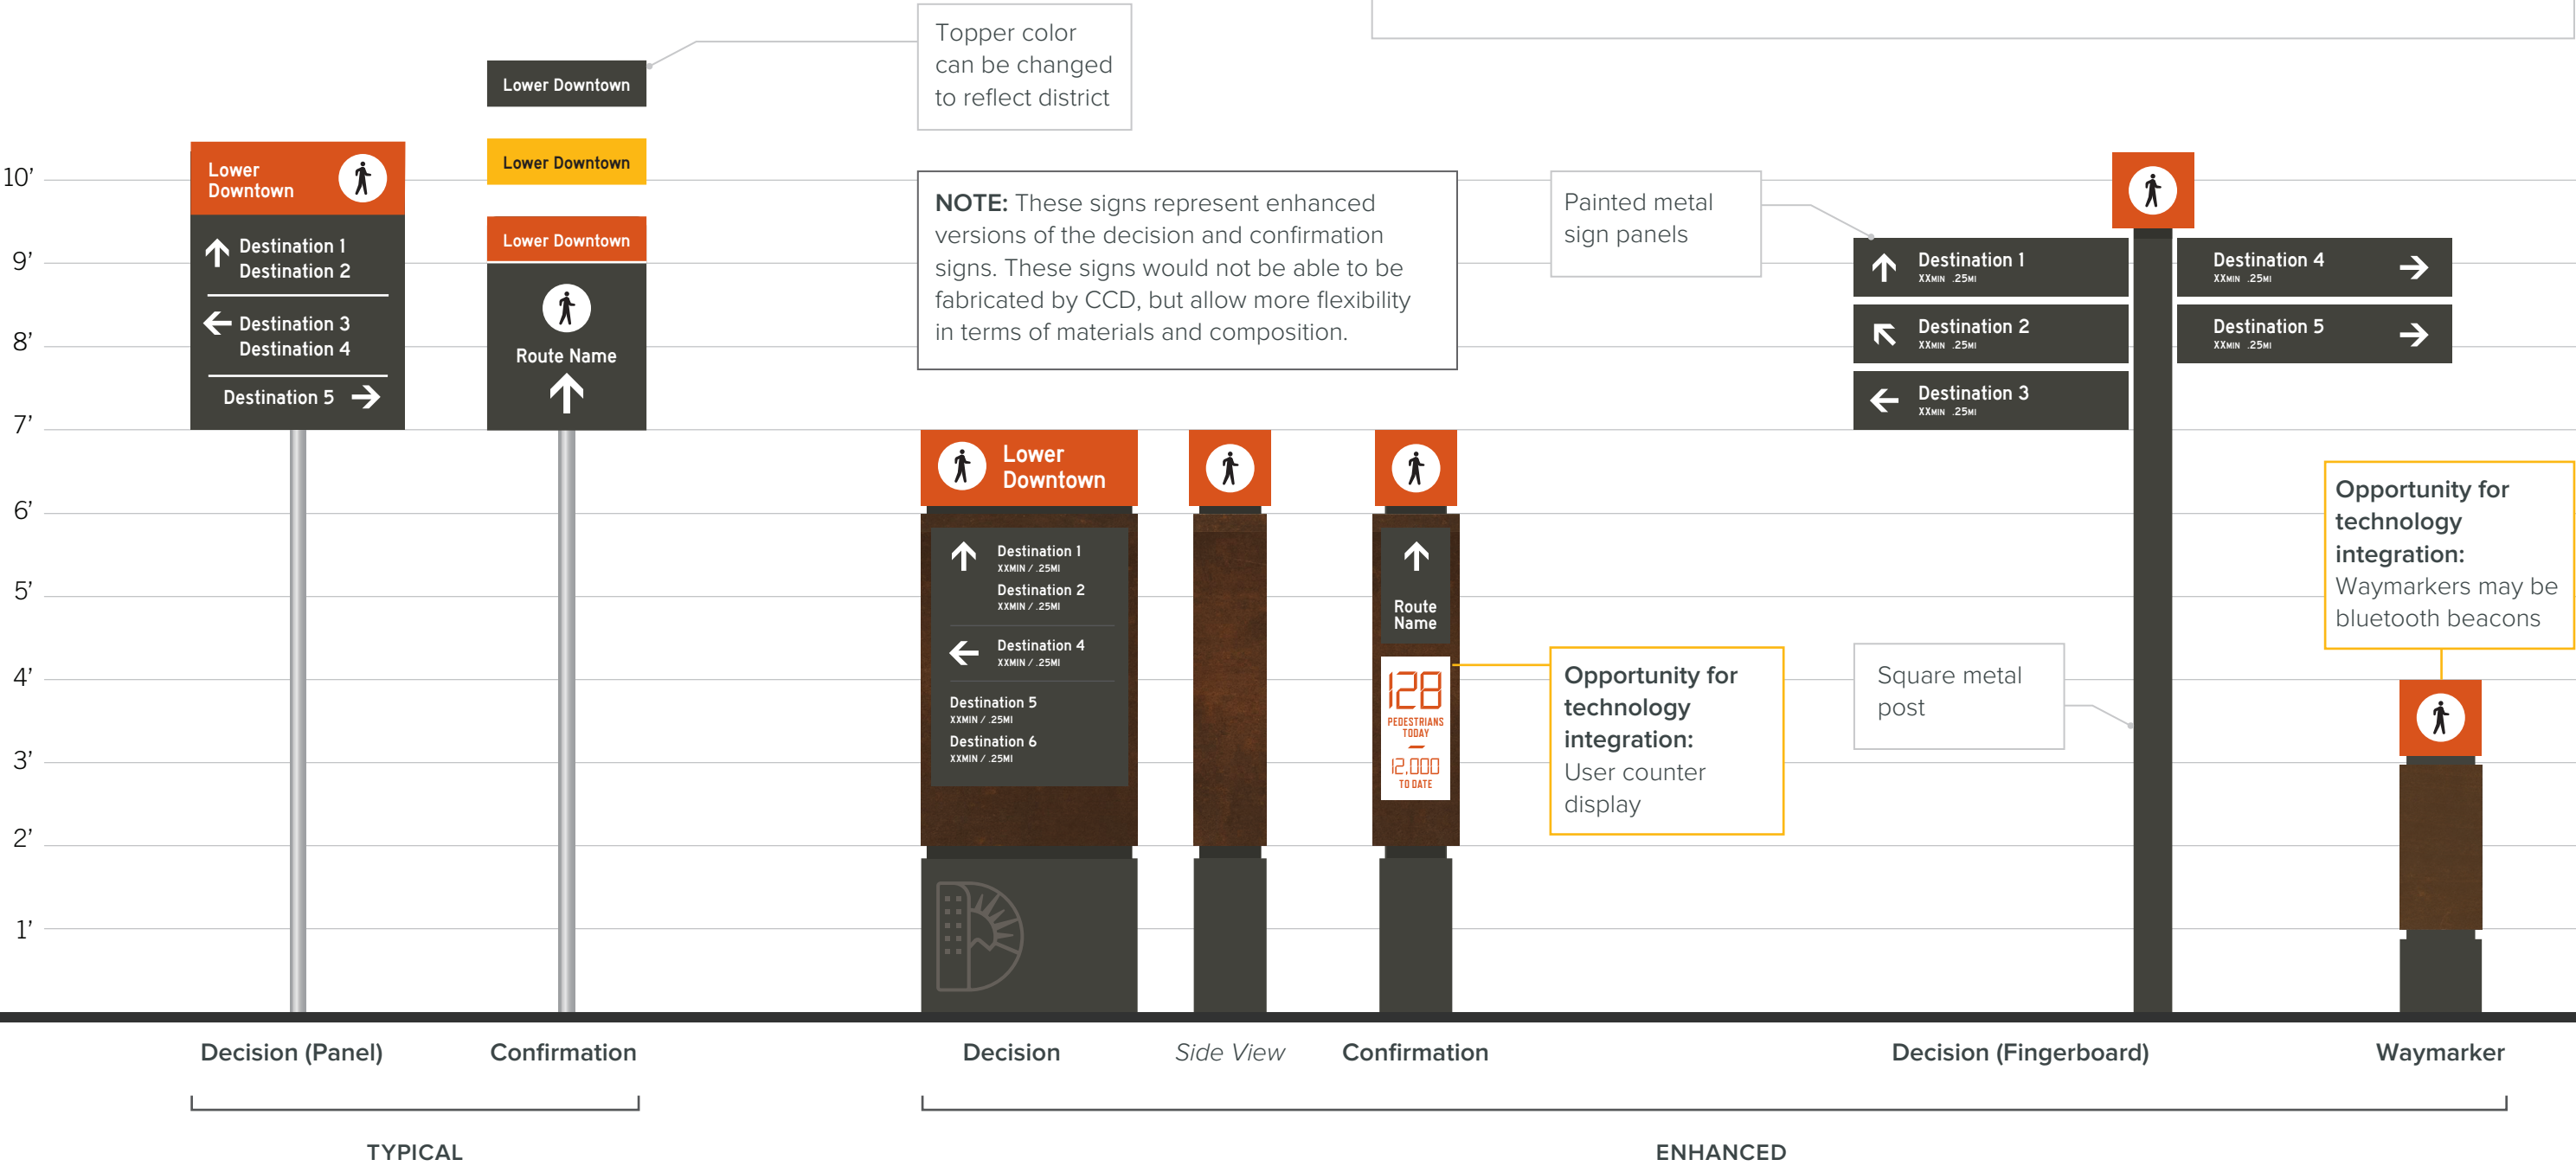 Topper color
can be changed
to reflect district
Lower Downtown
Lower Downtown
Lower Downtown
10’
9’
8’
7’
6’
5’
4’
3’
2’
1’
Lower
Downtown
Destination 1
Destination 2
Destination 3
Destination 4
Destination 5
Route Name
NOTE: These signs represent enhanced
versions of the decision and confirmation
signs. These signs would not be able to be
fabricated by CCD, but allow more flexibility
in terms of materials and composition.
Lower
Downtown
Destination 1
XXMIN / .25MI
Destination 2
XXMIN / .25MI
Destination 4
XXMIN / .25MI
Destination 5
XXMIN / .25MI
Destination 6
XXMIN / .25MI
Route
Name
128
PEDESTRIANS
TODAY
12,000
TO DATE
Opportunity for
technology
integration:
User counter
display
Painted metal
sign panels
Destination 1
XXMIN .25MI
Destination 2
XXMIN .25MI
Destination 3
XXMIN .25MI
Destination 4
XXMIN .25MI
Destination 5
XXMIN .25MI
Square metal
post
Opportunity for
technology
integration:
Waymarkers may be
bluetooth beacons
Decision (Panel)
Confirmation
Decision
Side View
Confirmation
Decision (Fingerboard)
Waymarker
TYPICAL
ENHANCED